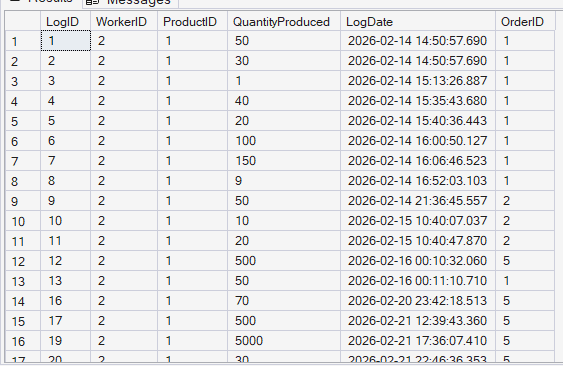 Results Messages
LogID WorkerID ProductID QuantityProduced LogDate OrderID
1 1 2 1 50 2026-02-14 14:50:57.690 1
2 2 2 1 30 2026-02-14 14:50:57.690 1
3 3 2 1 1 2026-02-14 15:13:26.887 1
4 4 2 1 40 2026-02-14 15:35:43.680 1
5 5 2 1 20 2026-02-14 15:40:36.443 1
6 6 2 1 100 2026-02-14 16:00:50.127 1
7 7 2 1 150 2026-02-14 16:06:46.523 1
8 8 2 1 9 2026-02-14 16:52:03.103 1
9 9 2 1 50 2026-02-14 21:36:45.557 2
10 10 2 1 10 2026-02-15 10:40:07.037 2
11 11 2 1 20 2026-02-15 10:40:47.870 2
12 12 2 1 500 2026-02-16 00:10:32.060 5
13 13 2 1 50 2026-02-16 00:11:10.710 1
14 16 2 1 70 2026-02-20 23:42:18.513 5
15 17 2 1 500 2026-02-21 12:39:43.360 5
16 19 2 1 5000 2026-02-21 17:36:07.410 5
17 20 2 1 30 2026-02-21 22:46:36.353 5